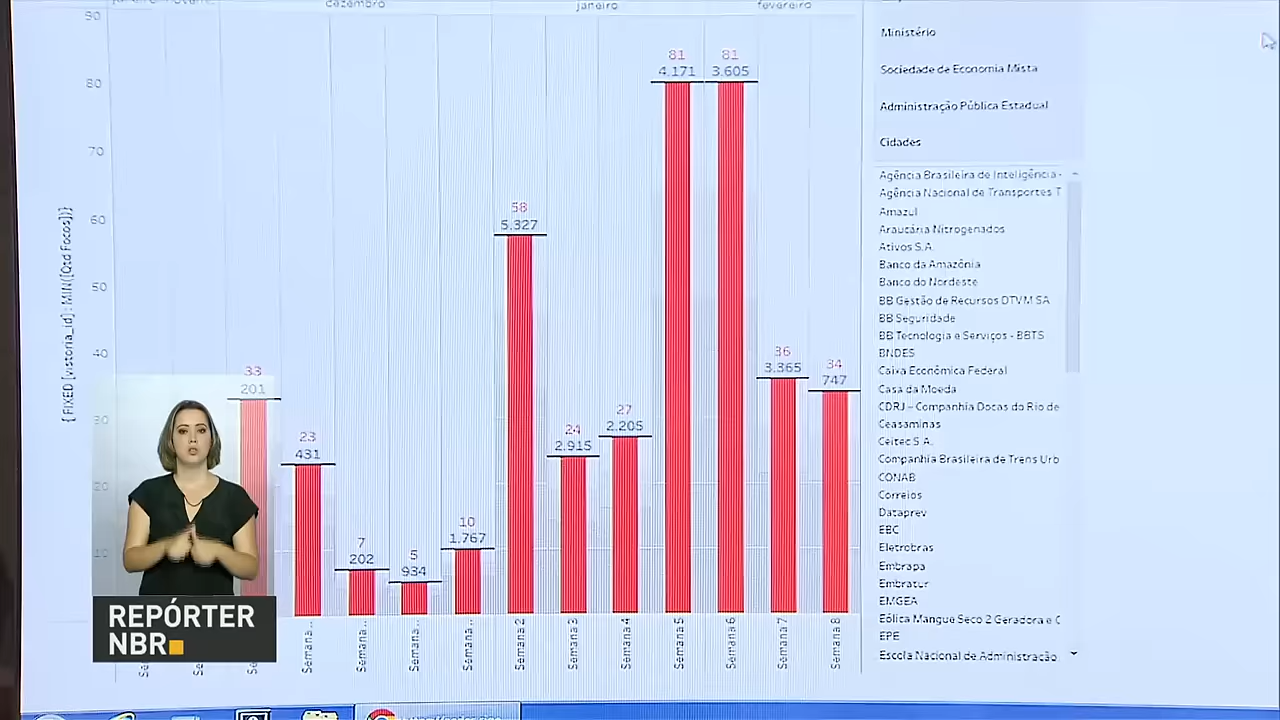 dezembro
janeiro
fevereiro
90
80
70
60
50
40
30
20
10
{FIXED [vistoria_id] : MIN([Qtd Focos])}
33
201
23
431
7
202
5
934
10
1,767
58
5.327
24
2.915
27
2.205
81
4.171
81
3.605
36
3.365
34
747
Semana..
Semana..
Semana..
Semana..
Semana 2
Semana 3
Semana 4
Semana 5
Semana 6
Semana 7
Semana 8
Ministério
Sociedade de Economia Mista
Administração Pública Estadual
Cidades
Agência Brasileira de Inteligência -
Agência Nacional de Transportes T
Amazul
Araucária Nitrogenados
Ativos S.A.
Banco da Amazônia
Banco do Nordeste
BB Gestão de Recursos DTVM SA
BB Seguridade
BB Tecnologia e Serviços - BBTS
BNDES
Caixa Econômica Federal
Casa da Moeda
CDRJ - Companhia Docas do Rio de
Ceasaminas
Ceitec S.A.
Companhia Brasileira de Trens Urb
CONAB
Correios
Dataprev
EBC
Eletrobras
Embrapa
Embratur
EMGEA
Eólica Mangue Seco 2 Geradora e C
EPE
Escola Nacional de Administração
REPÓRTER
NBR